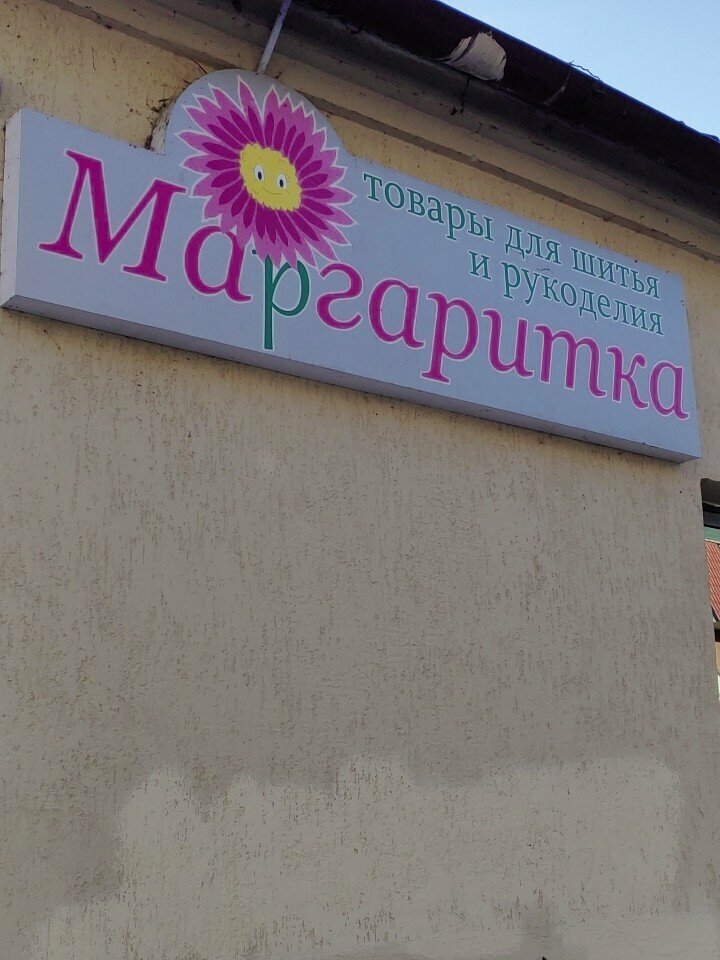 товары для шитья
и рукоделия
Маргаритка